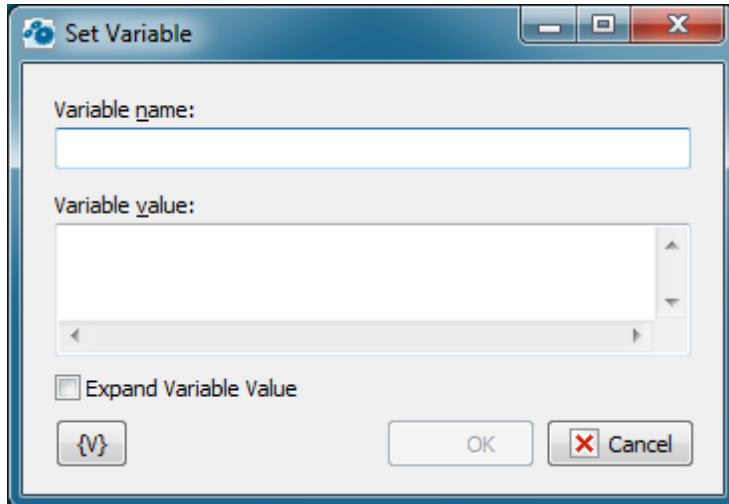 Set Variable
Variable name:
Variable value:
Expand Variable Value
{V} OK Cancel